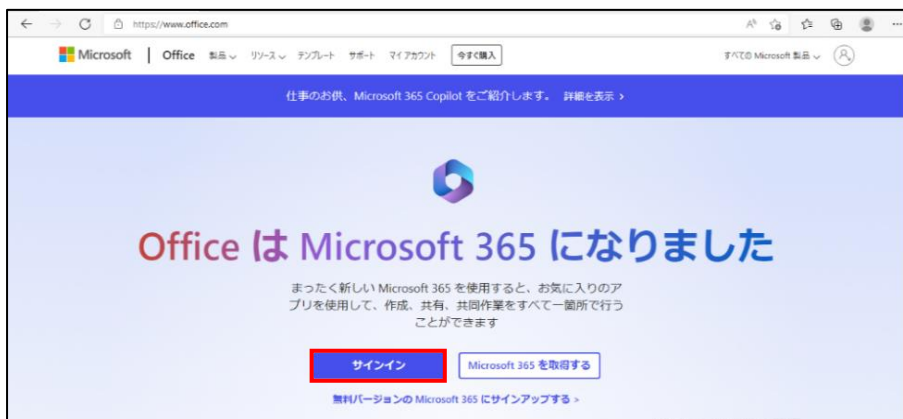 https://www.office.com
Microsoft | Office 製品 リソース テンプレート サポート マイ アカウント 今すぐ購入 すべての Microsoft 製品
仕事のお供、Microsoft 365 Copilot をご紹介します。 詳細を表示 >
Office は Microsoft 365 になりました
まったく新しい Microsoft 365 を使用すると、お気に入りのア
プリを使用して、作成、共有、共同作業をすべて一箇所で行う
ことができます
サインイン Microsoft 365 を取得する
無料バージョンの Microsoft 365 にサインアップする >